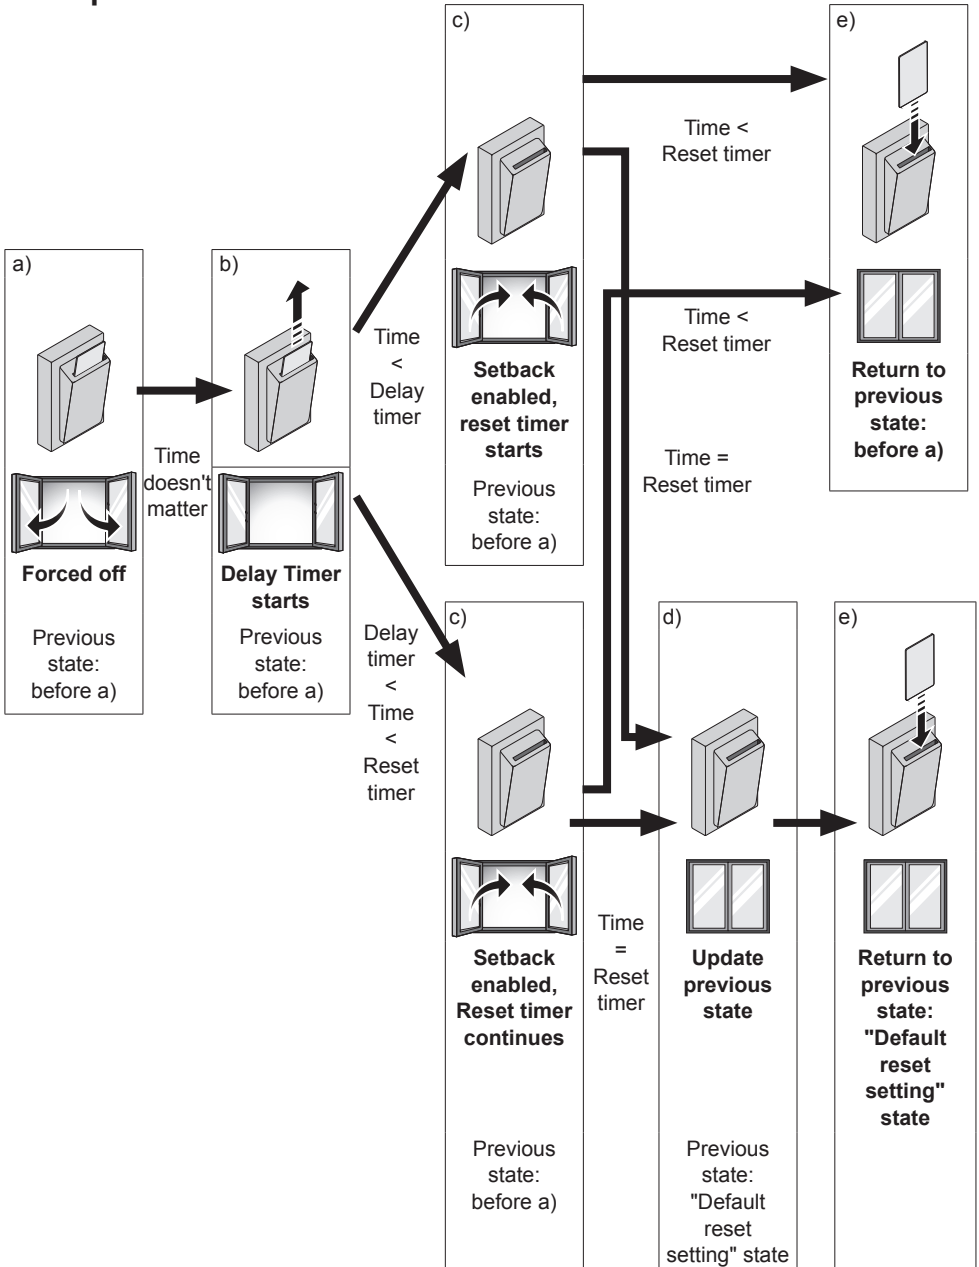 a)
Forced off
Previous
state:
before a)
Time
doesn't
matter
b)
Delay Timer
starts
Previous
state:
before a)
Time
<
Delay
timer
Delay
timer
<
Time
<
Reset
timer
c)
Setback
enabled,
reset timer
starts
Previous
state:
before a)
Time <
Reset timer
Time <
Reset timer
Time =
Reset timer
e)
Return to
previous
state:
before a)
c)
Setback
enabled,
Reset timer
continues
Previous
state:
before a)
Time
=
Reset
timer
d)
Update
previous
state
Previous
state:
"Default
reset
setting" state
e)
Return to
previous
state:
"Default
reset
setting"
state